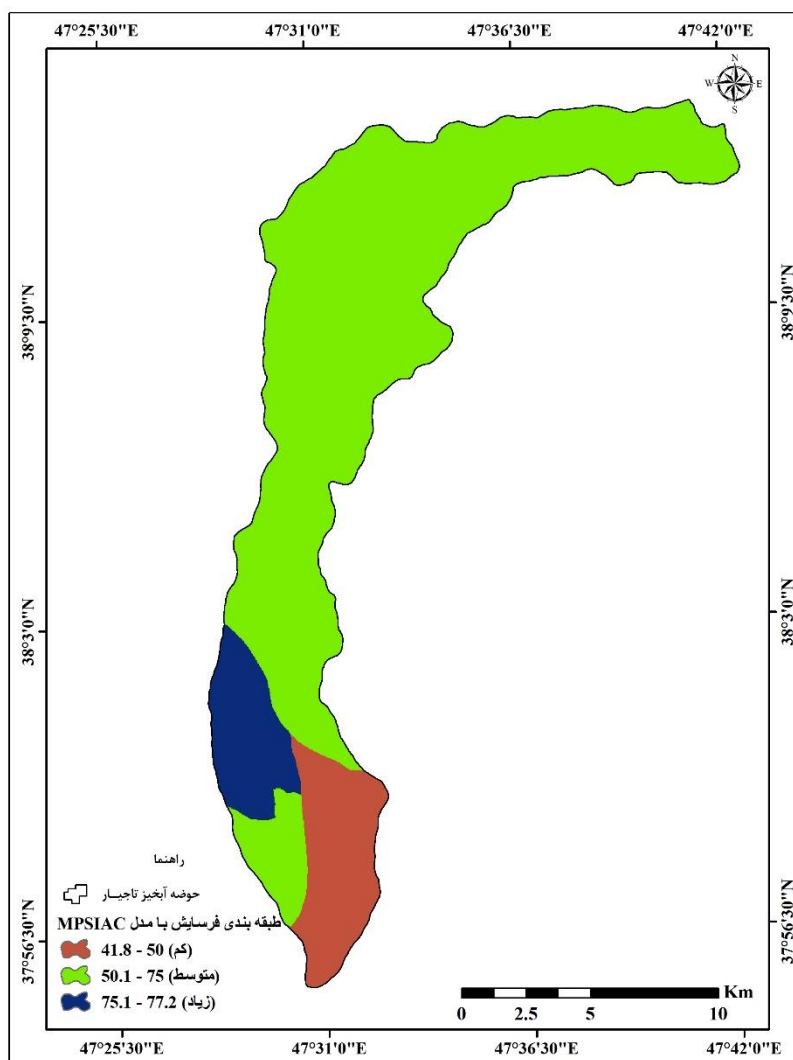 47°25'30"E 47°31'0"E 47°36'30"E 47°42'0"E
N
W E
S
38°9'30"N 38°9'30"N
38°3'0"N 38°3'0"N
37°56'30"N 37°56'30"N
راهنما
حوضه آبخیز تاجیار
طبقه بندی فرسایش با مدل MPSIAC
41.8 - 50 (کم)
50.1 - 75 (متوسط)
75.1 - 77.2 (زیاد)
Km
0 2.5 5 10
47°25'30"E 47°31'0"E 47°36'30"E 47°42'0"E